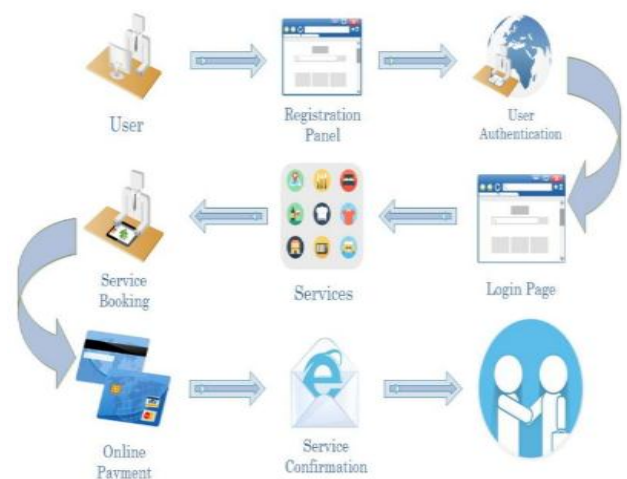 User
Registration
Panel
User
Authentication
Service
Booking
Services
Login Page
Online
Payment
Service
Confirmation